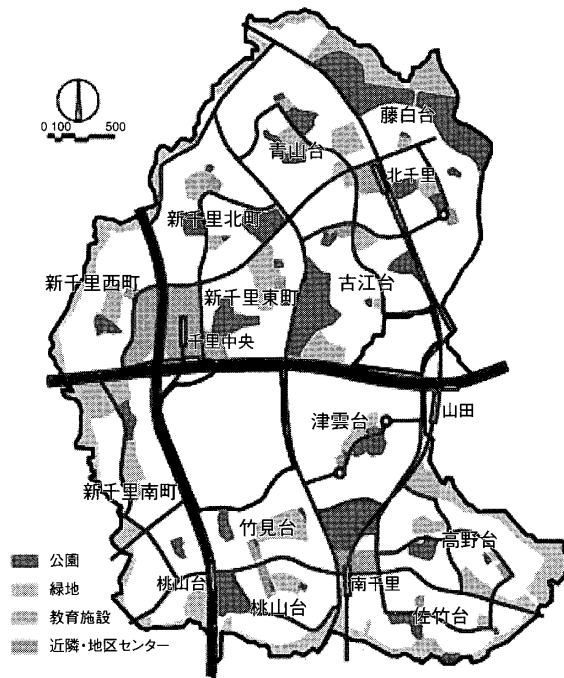 0 100 500
藤白台
青山台
北千里
新千里北町
新千里西町
新千里東町
古江台
千里中央
津雲台
山田
新千里南町
竹見台
高野台
公園
緑地
桃山台
桃山台
南千里
佐竹台
教育施設
近隣・地区センター